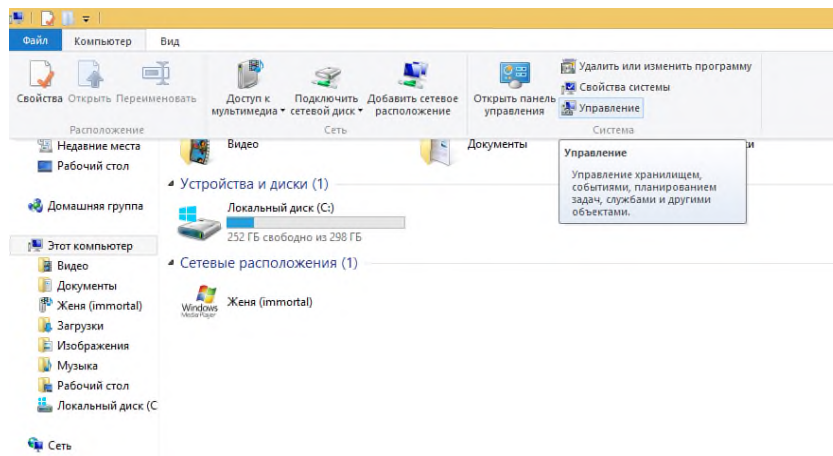 Файл Компьютер Вид
Свойства Открыть Переименовать
Расположение
Доступ к мультимедиа
Подключить сетевой диск
Добавить сетевое расположение
Сеть
Открыть панель управления
Удалить или изменить программу
Свойства системы
Управление
Система
Управление
Управление хранилищем,
событиями, планированием
задач, службами и другими
объектами.
Недавние места
Рабочий стол
Домашняя группа
Этот компьютер
Видео
Документы
Женя (immortal)
Загрузки
Изображения
Музыка
Рабочий стол
Локальный диск (C
Сеть
Видео
Документы
Устройства и диски (1)
Локальный диск (C:)
252 ГБ свободно из 298 ГБ
Сетевые расположения (1)
Windows
Media Player
Женя (immortal)